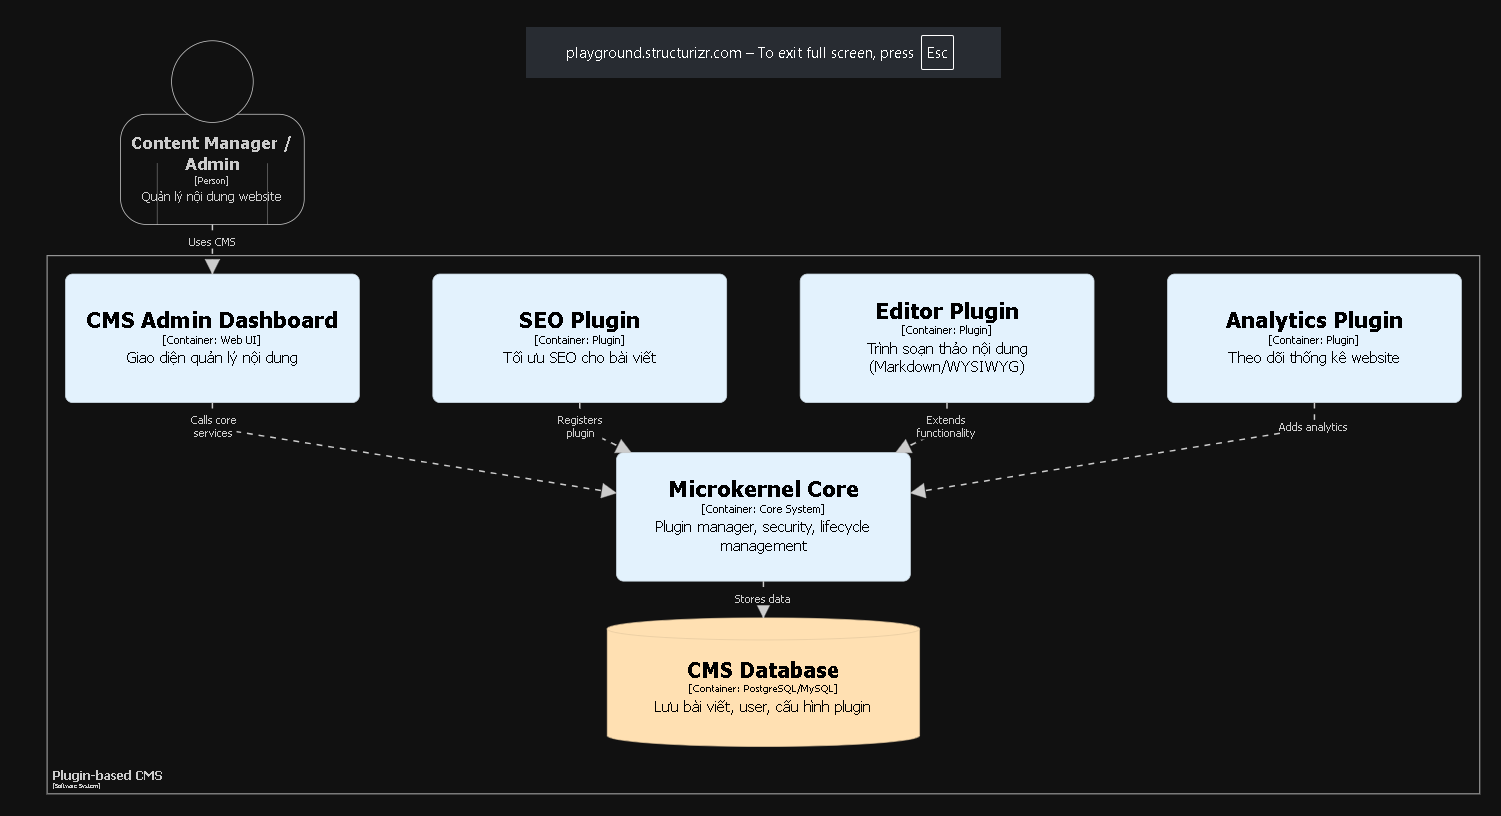 playground.structurizr.com – To exit full screen, press Esc
Content Manager /
Admin
[Person]
Quản lý nội dung website
Uses CMS
CMS Admin Dashboard
[Container: Web UI]
Giao diện quản lý nội dung
SEO Plugin
[Container: Plugin]
Tối ưu SEO cho bài viết
Editor Plugin
[Container: Plugin]
Trình soạn thảo nội dung
(Markdown/WYSIWYG)
Analytics Plugin
[Container: Plugin]
Theo dõi thống kê website
Calls core
services
Registers
plugin
Extends
functionality
Adds analytics
Microkernel Core
[Container: Core System]
Plugin manager, security, lifecycle
management
Stores data
CMS Database
[Container: PostgreSQL/MySQL]
Lưu bài viết, user, cấu hình plugin
Plugin-based CMS
[Software System]